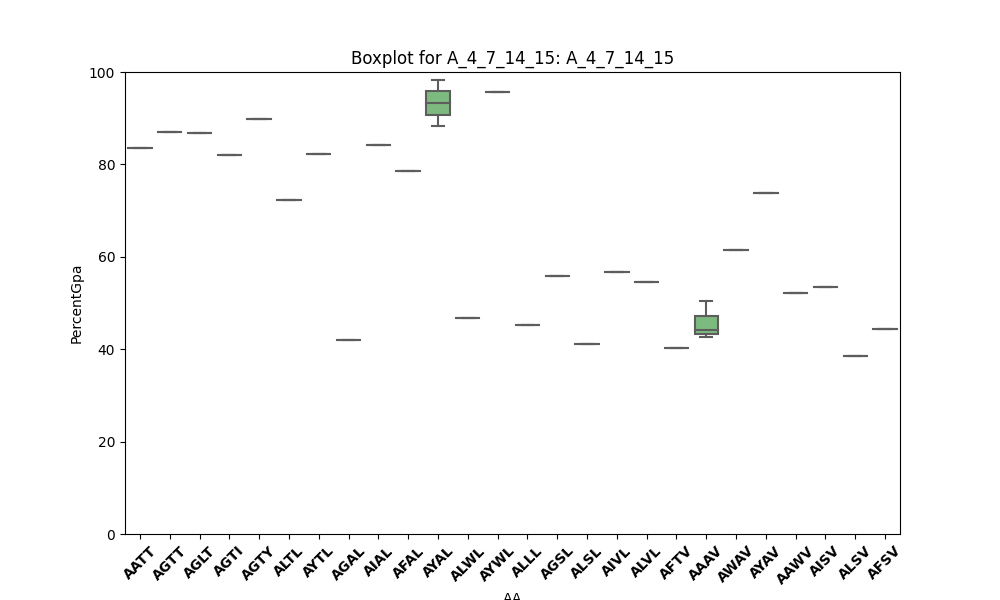 Boxplot for A_4_7_14_15: A_4_7_14_15
100
80
60
40
20
0
PercentGpa
AATT AGTT AGLT AGTI AGTY ALTL AYTL AGAL AIAL AFAL AYAL ALWL AYWL ALLL AGSL ALSL AIVL ALVL AFTV AAAV AWAV AYAV AAWV AISV ALSV AFSV
AA